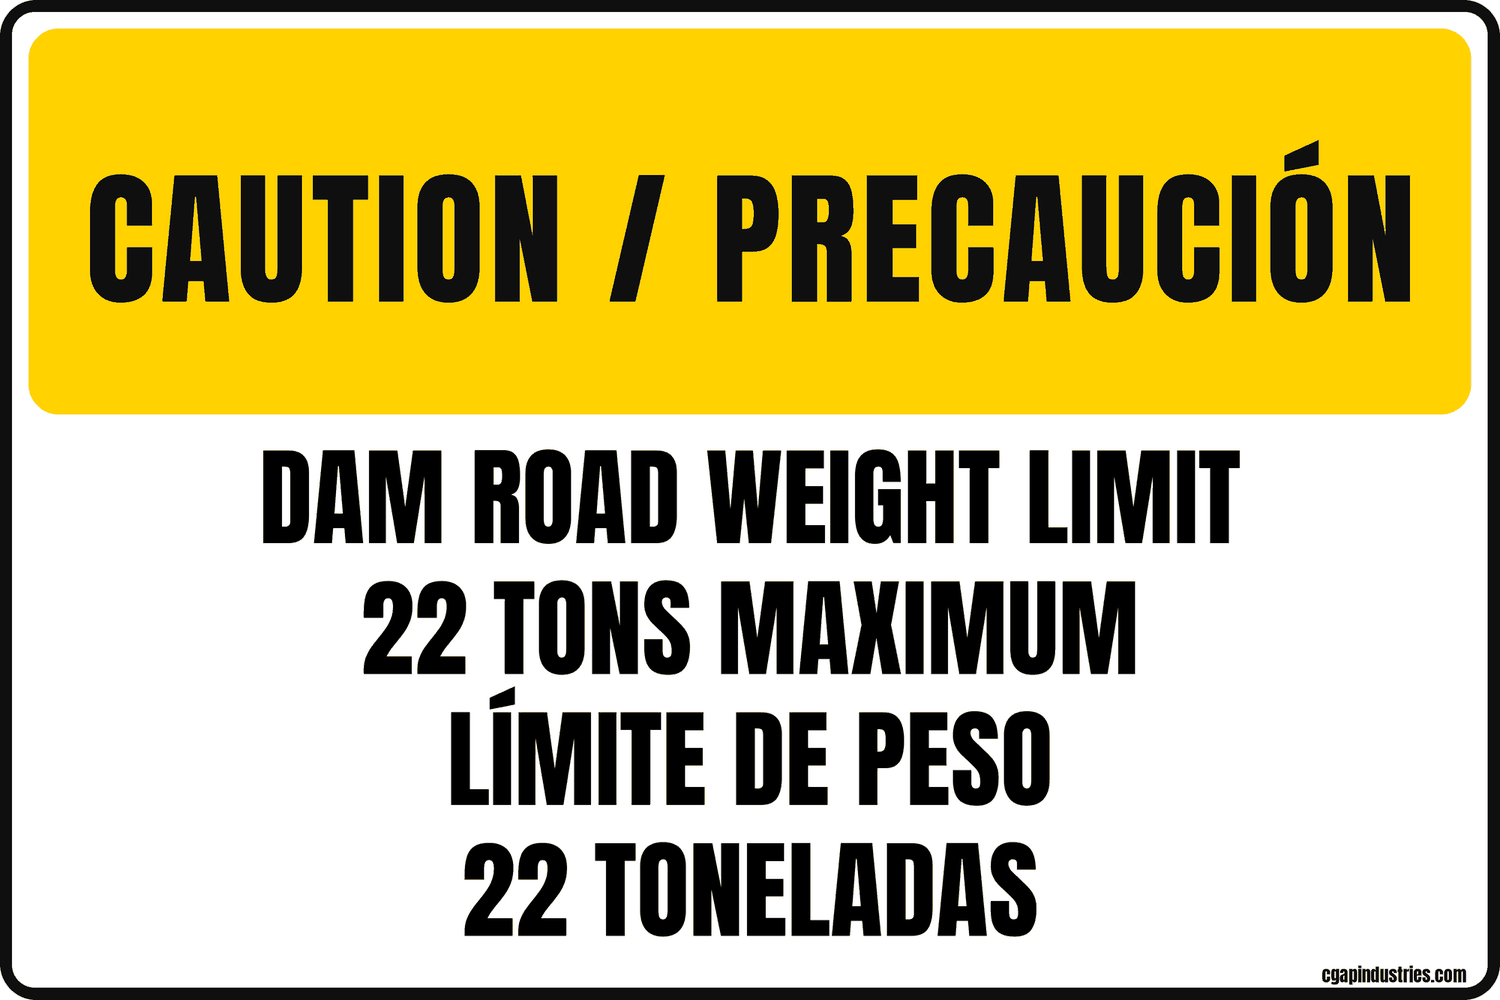 CAUTION / PRECAUCIÓN
DAM ROAD WEIGHT LIMIT
22 TONS MAXIMUM
LÍMITE DE PESO
22 TONELADAS
cgapindustries.com